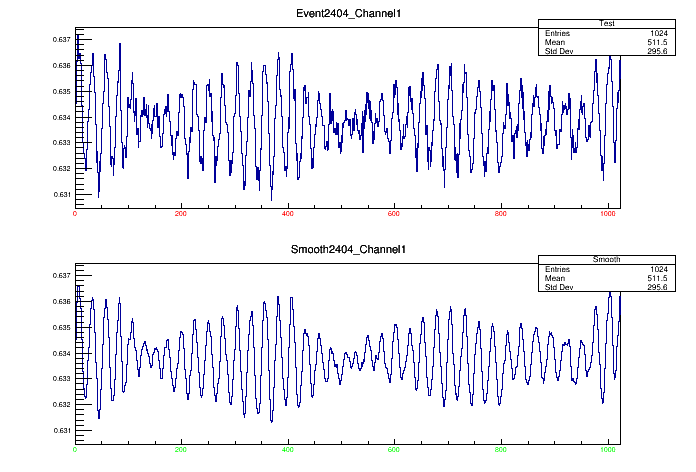 Event2404_Channel1
Test
Entries 1024
Mean 511.5
Std Dev 295.6
0.637
0.636
0.635
0.634
0.633
0.632
0.631
0 200 400 600 800 1000
Smooth2404_Channel1
Smooth
Entries 1024
Mean 511.5
Std Dev 295.6
0.637
0.636
0.635
0.634
0.633
0.632
0.631
0 200 400 600 800 1000